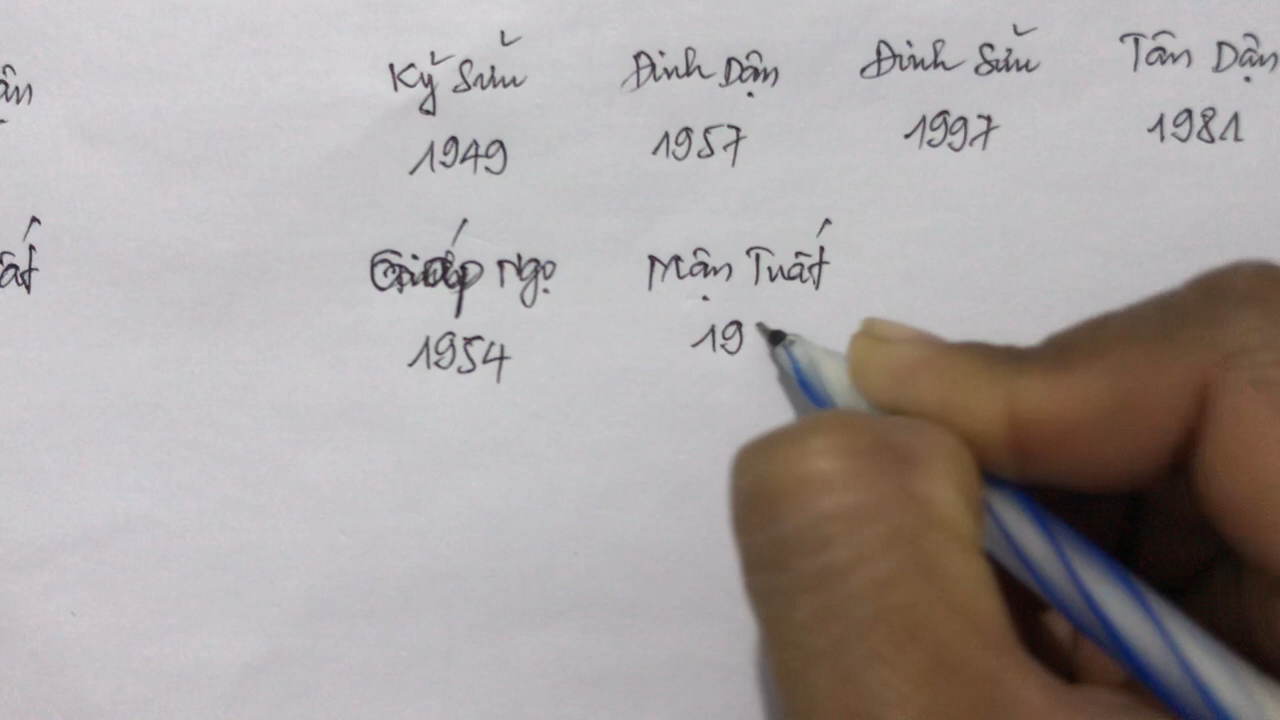 Kỷ Sửu Đinh Dậu Đinh Sửu Tân Dậu
1949 1957 1997 1981
Giáp Ngọ Mậu Tuất
1954 19